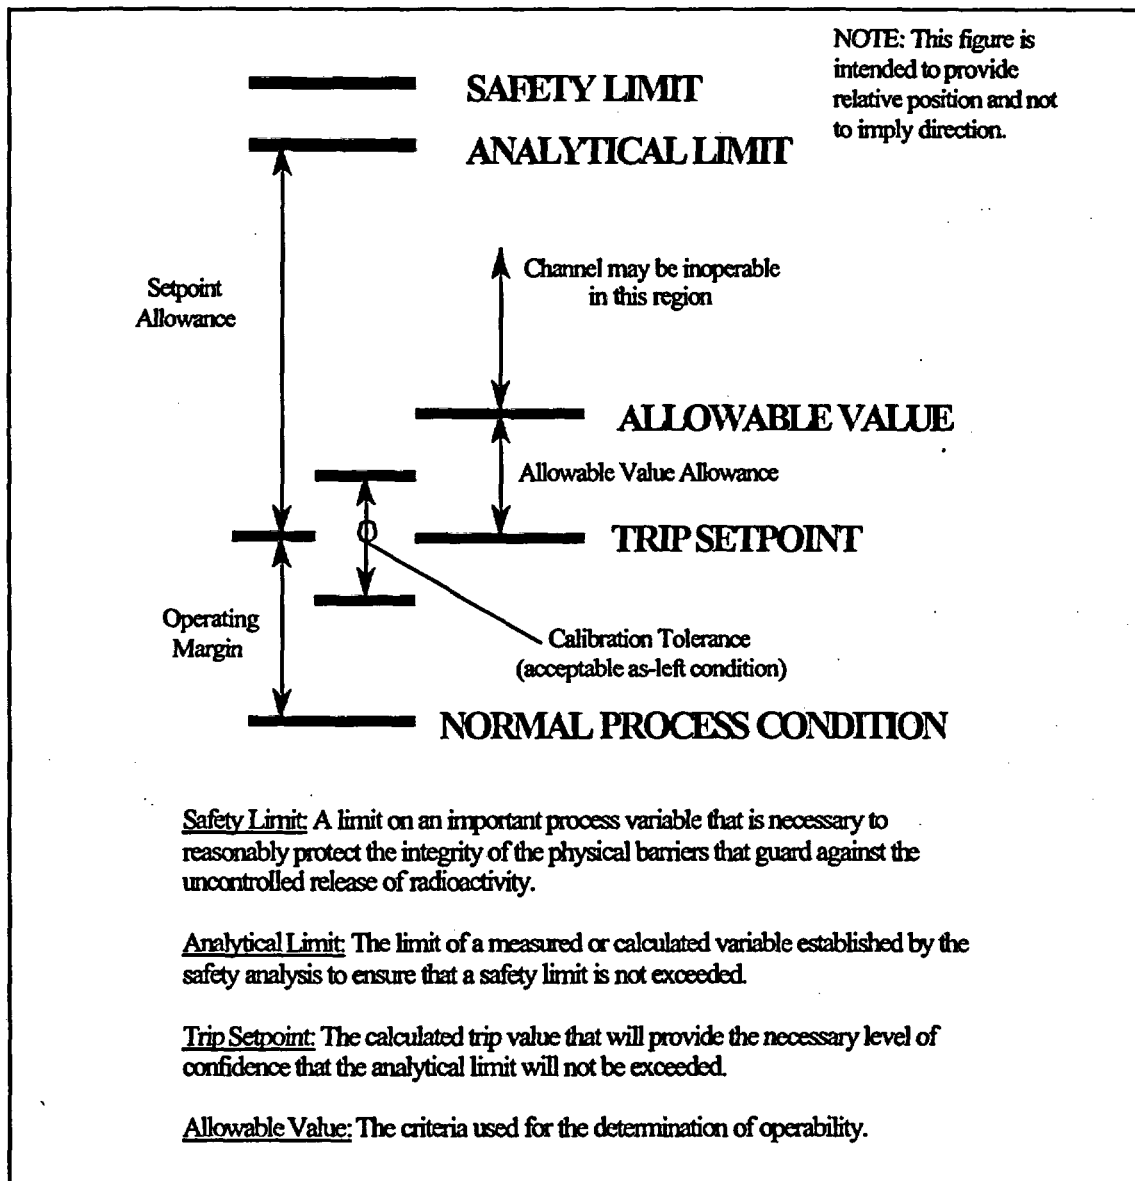 NOTE: This figure is
intended to provide
relative position and not
to imply direction.
SAFETY LIMIT
ANALYTICAL LIMIT
Channel may be inoperable
in this region
Setpoint
Allowance
ALLOWABLE VALUE
Allowable Value Allowance
TRIP SETPOINT
Operating
Margin
Calibration Tolerance
(acceptable as-left condition)
NORMAL PROCESS CONDITION
Safety Limit: A limit on an important process variable that is necessary to
reasonably protect the integrity of the physical barriers that guard against the
uncontrolled release of radioactivity.
Analytical Limit: The limit of a measured or calculated variable established by the
safety analysis to ensure that a safety limit is not exceeded.
Trip Setpoint: The calculated trip value that will provide the necessary level of
confidence that the analytical limit will not be exceeded.
Allowable Value: The criteria used for the determination of operability.